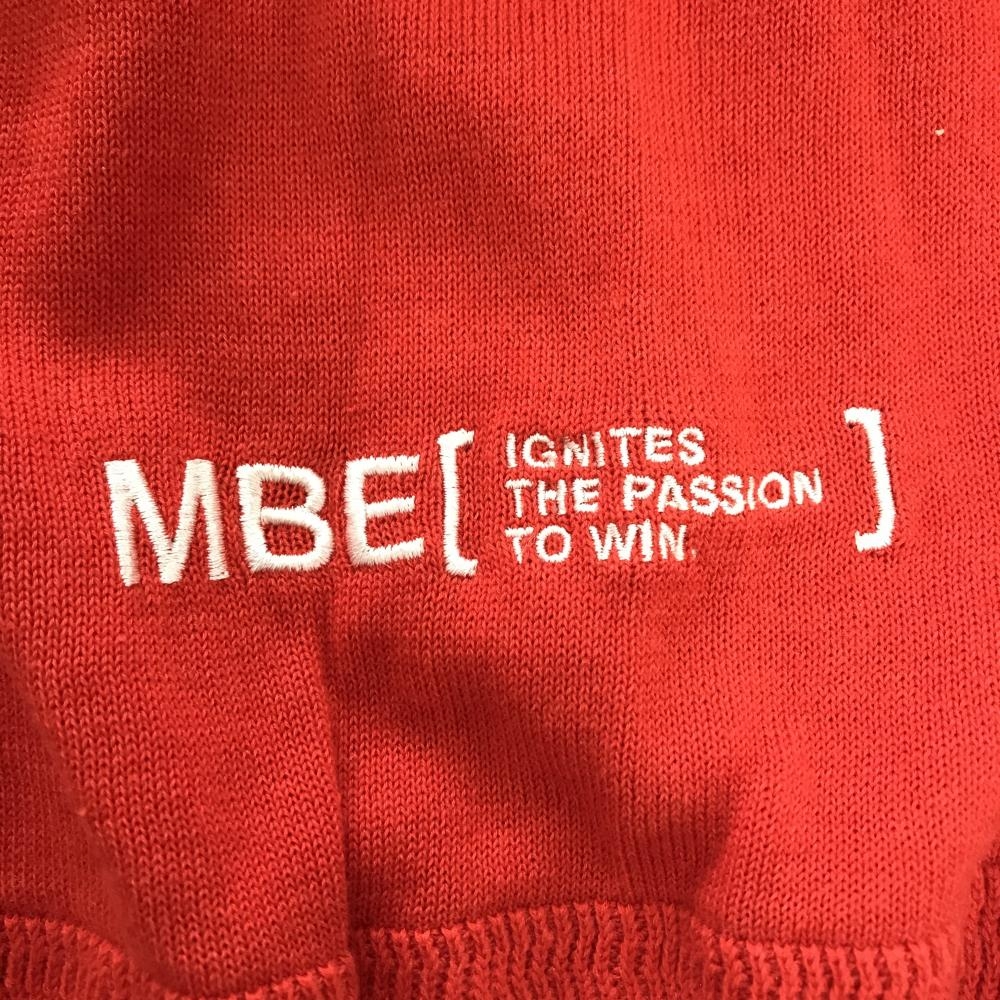 MBE[
IGNITES
THE PASSION
TO WIN.
]